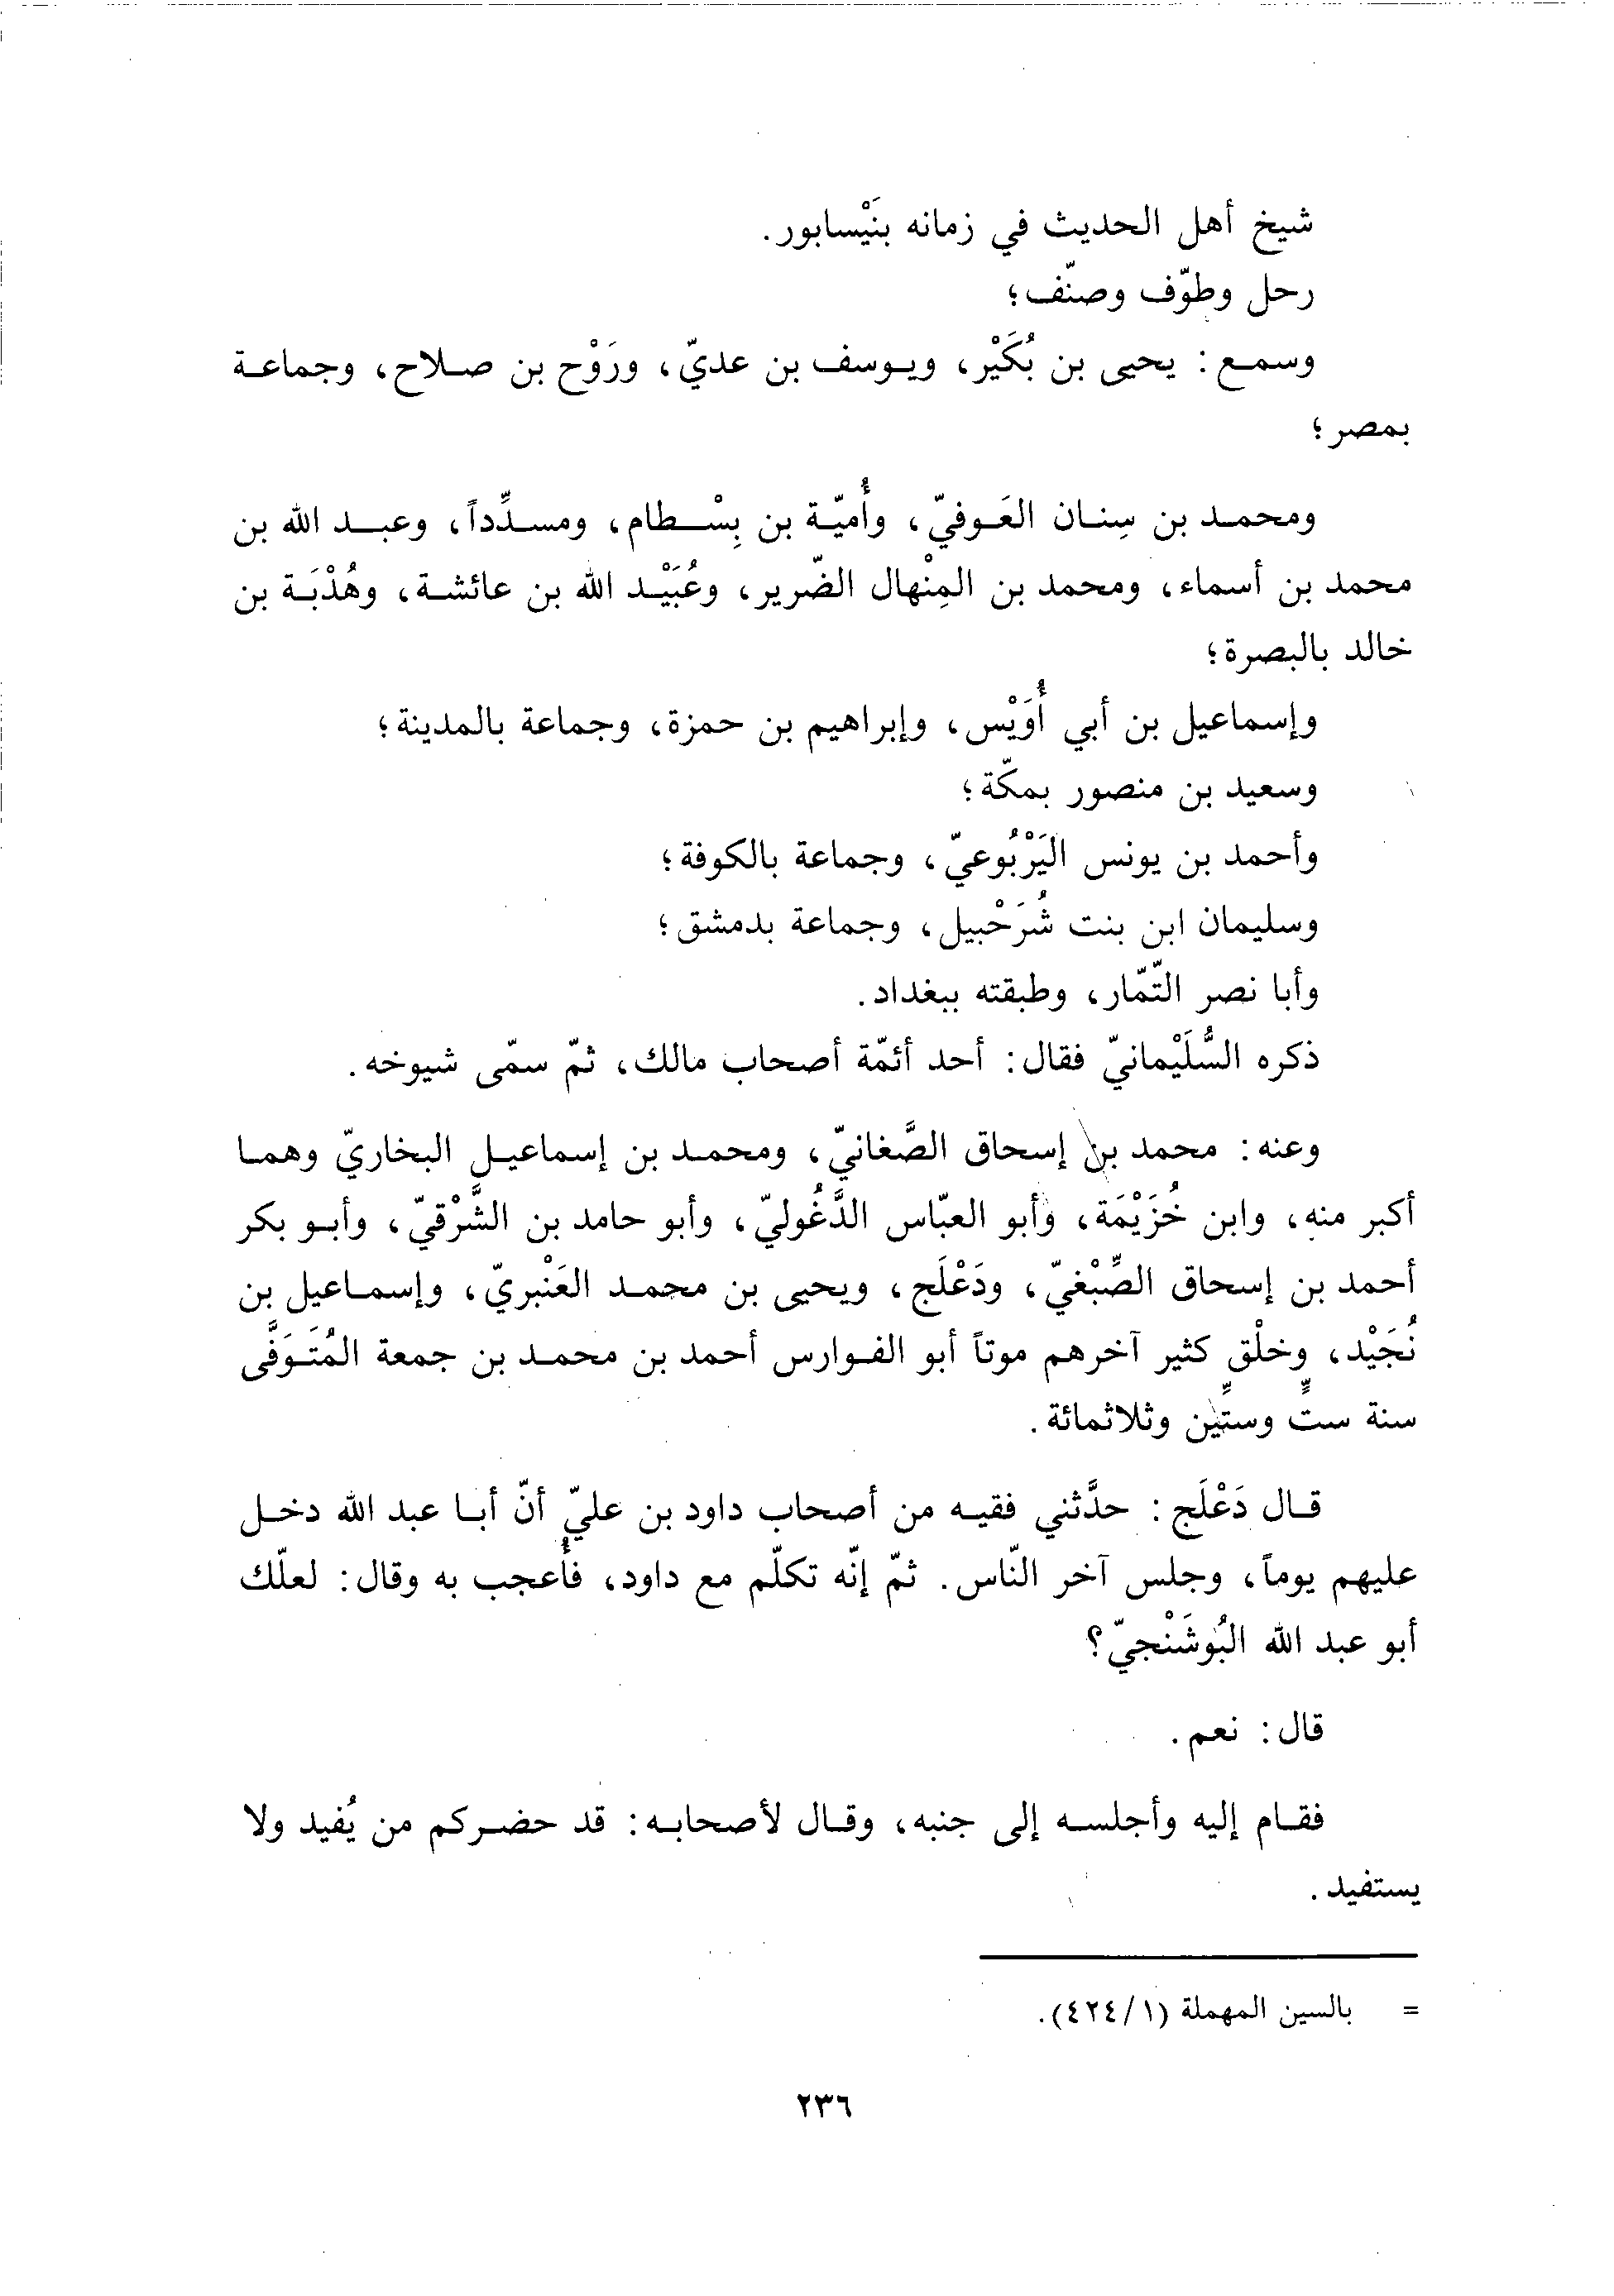 شيخ أهل الحديث في زمانه بنَيْسابور.
رحل وطوّف وصنّف؛
وسمع: يحيى بن بُكَيْر، ويوسف بن عديّ، ورَوْح بن صلاح، وجماعة
بمصر؛
ومحمد بن سِنان العَوفيّ، وأُميّة بن بِسْطام، ومسدِّداً، وعبد الله بن
محمد بن أسماء، ومحمد بن المِنْهال الضّرير، وعُبَيْد الله بن عائشة، وهُدْبَة بن
خالد بالبصرة؛
وإسماعيل بن أبي أُوَيْس، وإبراهيم بن حمزة، وجماعة بالمدينة؛
وسعيد بن منصور بمكّة؛
وأحمد بن يونس اليَرْبُوعيّ، وجماعة بالكوفة؛
وسليمان ابن بنت شُرَحْبيل، وجماعة بدمشق؛
وأبا نصر التّمّار، وطبقته ببغداد.
ذكره السُّلَيْمانيّ فقال: أحد أئمّة أصحاب مالك، ثمّ سمّى شيوخه.
وعنه: محمد بن إسحاق الصَّغانيّ، ومحمد بن إسماعيل البخاريّ وهما
أكبر منه، وابن خُزَيْمَة، وأبو العبّاس الدَّغُوليّ، وأبو حامد بن الشَّرْقيّ، وأبو بكر
أحمد بن إسحاق الصِّبْغيّ، ودَعْلَج، ويحيى بن محمد العَنْبريّ، وإسماعيل بن
نُجَيْد، وخلْق كثير آخرهم موتاً أبو الفوارس أحمد بن محمد بن جمعة المُتَوَفَّى
سنة ستٍّ وستِّين وثلاثمائة.
قال دَعْلَج: حدَّثني فقيه من أصحاب داود بن عليّ أنّ أبا عبد الله دخل
عليهم يوماً، وجلس آخر النّاس. ثمّ إنّه تكلّم مع داود، فأُعجب به وقال: لعلّك
أبو عبد الله البُوشَنْجيّ؟
قال: نعم.
فقام إليه وأجلسه إلى جنبه، وقال لأصحابه: قد حضركم من يُفيد ولا
يستفيد.
= بالسين المهملة (١/ ٤٢٤).
٢٣٦